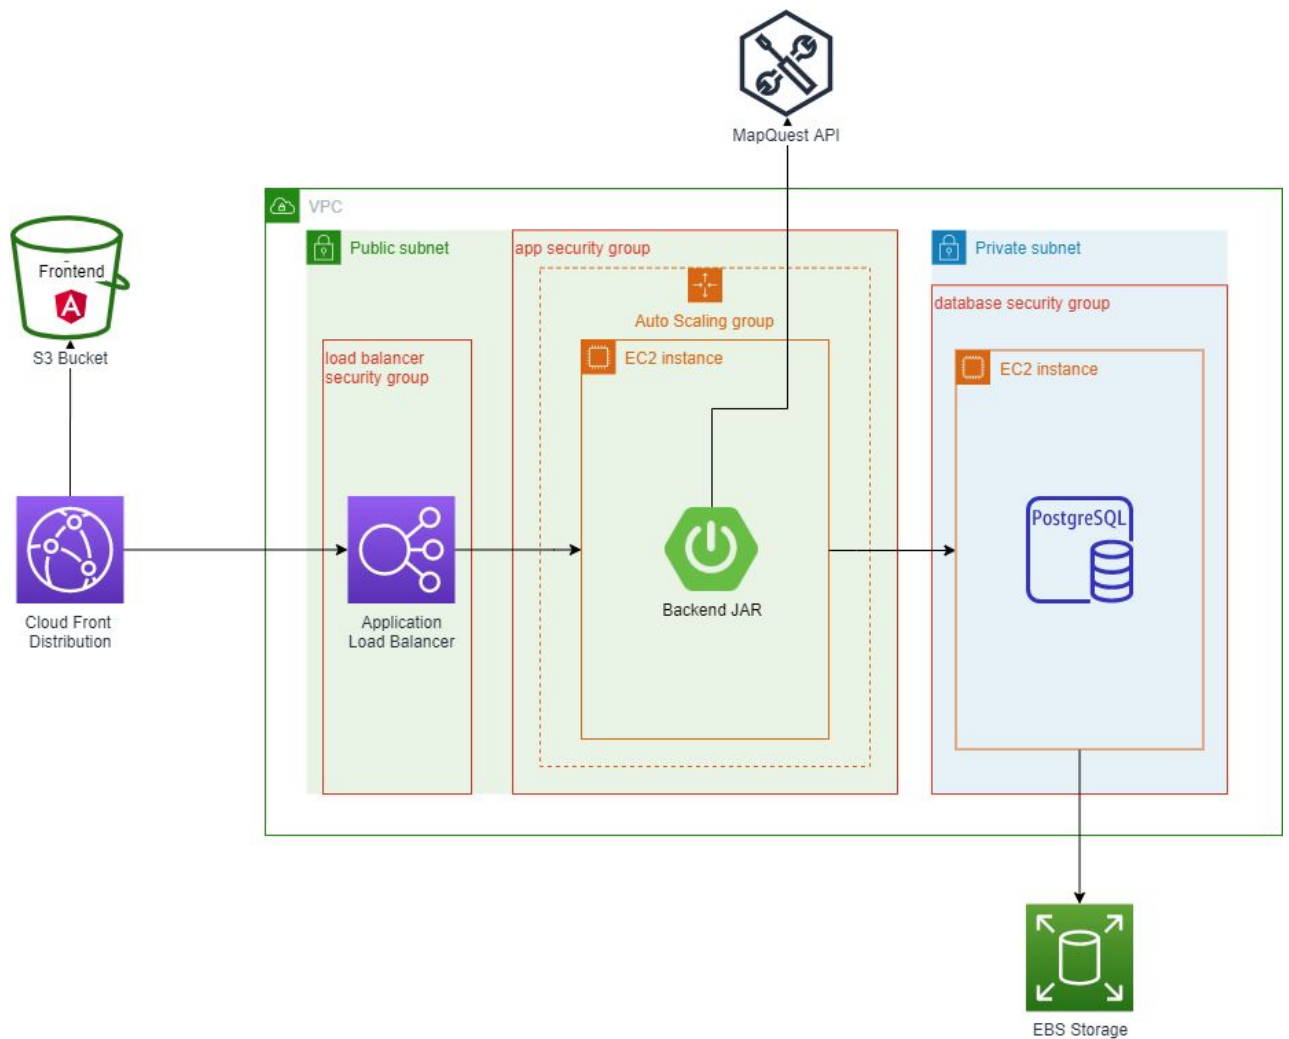 MapQuest API
VPC
Frontend
A
S3 Bucket
Public subnet
app security group
Auto Scaling group
EC2 instance
load balancer
security group
Private subnet
database security group
EC2 instance
PostgreSQL
Cloud Front
Distribution
Application
Load Balancer
Backend JAR
EBS Storage